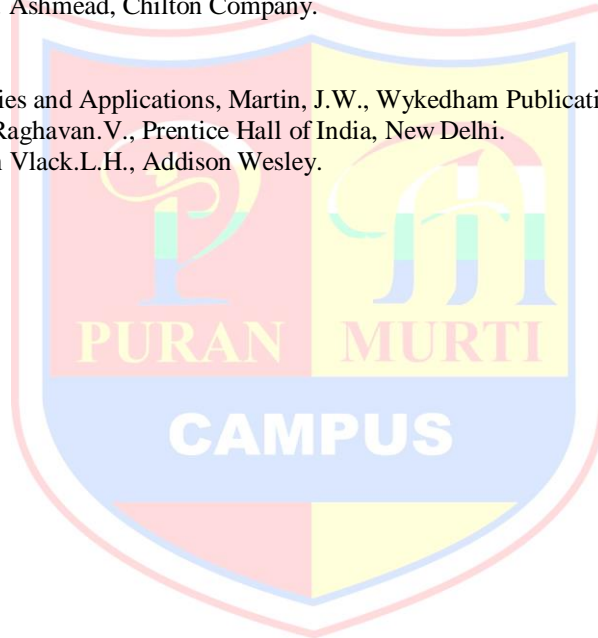 Ashmead, Chilton Company.
ies and Applications, Martin, J.W., Wykedham Publicati
Raghavan.V., Prentice Hall of India, New Delhi.
Vlack.L.H., Addison Wesley.
PURAN MURTI
CAMPUS